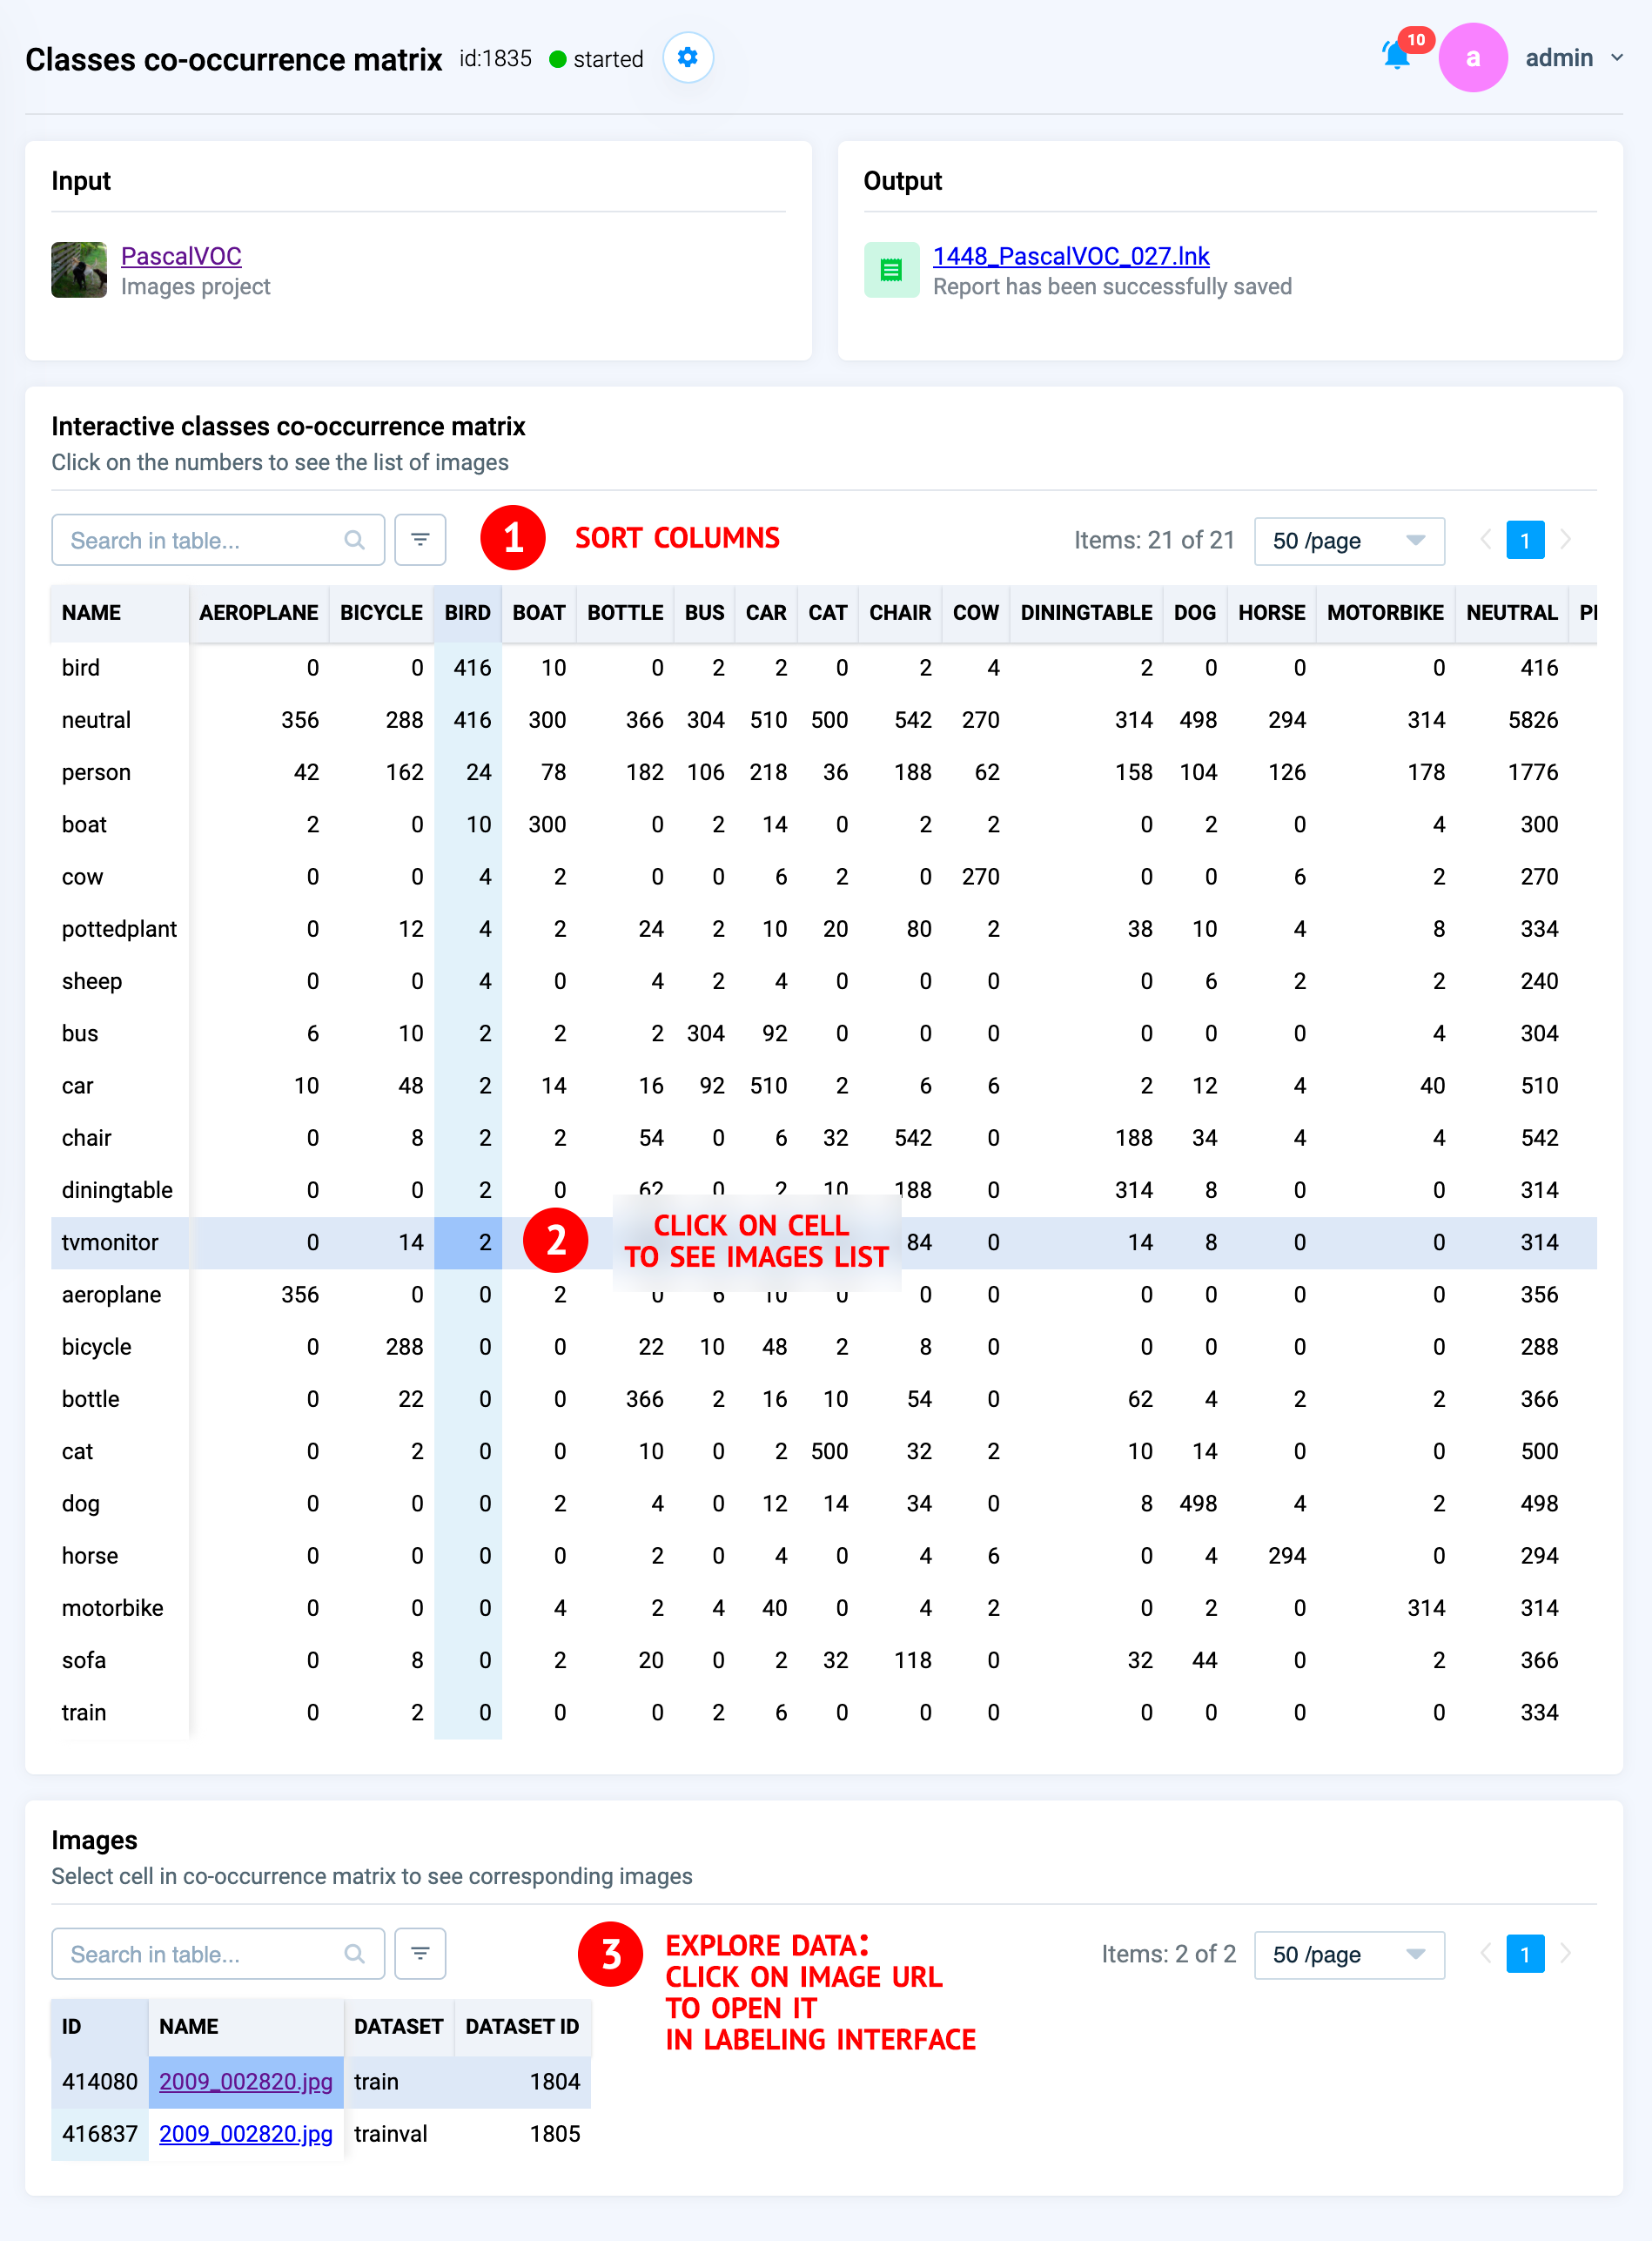 Classes co-occurrence matrix id:1835 started 10 a admin
Input
PascalVOC
Images project
Output
1448_PascalVOC_027.lnk
Report has been successfully saved
Interactive classes co-occurrence matrix
Click on the numbers to see the list of images
Search in table... 1 SORT COLUMNS Items: 21 of 21 50 /page 1
NAME AEROPLANE BICYCLE BIRD BOAT BOTTLE BUS CAR CAT CHAIR COW DININGTABLE DOG HORSE MOTORBIKE NEUTRAL
bird 0 0 416 10 0 2 2 0 2 4 2 0 0 0 416
neutral 356 288 416 300 366 304 510 500 542 270 314 498 294 314 5826
person 42 162 24 78 182 106 218 36 188 62 158 104 126 178 1776
boat 2 0 10 300 0 2 14 0 2 2 0 2 0 4 300
cow 0 0 4 2 0 0 6 2 0 270 0 0 6 2 270
pottedplant 0 12 4 2 24 2 10 20 80 2 38 10 4 8 334
sheep 0 0 4 0 4 2 4 0 0 0 0 6 2 2 240
bus 6 10 2 2 2 304 92 0 0 0 0 0 0 4 304
car 10 48 2 14 16 92 510 2 6 6 2 12 4 40 510
chair 0 8 2 2 54 0 6 32 542 0 188 34 4 4 542
diningtable 0 0 2 0 62 0 2 10 188 0 314 8 0 0 314
tvmonitor 0 14 2 2 CLICK ON CELL 84 0 14 8 0 0 314
TO SEE IMAGES LIST
aeroplane 356 0 0 2 0 6 10 0 0 0 0 0 0 0 356
bicycle 0 288 0 0 22 10 48 2 8 0 0 0 0 0 288
bottle 0 22 0 0 366 2 16 10 54 0 62 4 2 2 366
cat 0 2 0 0 10 0 2 500 32 2 10 14 0 0 500
dog 0 0 0 2 4 0 12 14 34 0 8 498 4 2 498
horse 0 0 0 0 2 0 4 0 4 6 0 4 294 0 294
motorbike 0 0 0 4 2 4 40 0 4 2 0 2 0 314 314
sofa 0 8 0 2 20 0 2 32 118 0 32 44 0 2 366
train 0 2 0 0 0 2 6 0 0 0 0 0 0 0 334
Images
Select cell in co-occurrence matrix to see corresponding images
Search in table... 3 EXPLORE DATA: Items: 2 of 2 50 /page 1
CLICK ON IMAGE URL
TO OPEN IT
IN LABELING INTERFACE
ID NAME DATASET DATASET ID
414080 2009_002820.jpg train 1804
416837 2009_002820.jpg trainval 1805